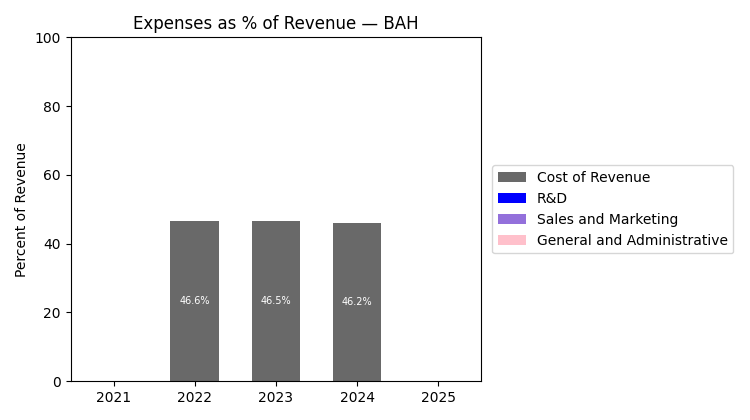 Expenses as % of Revenue — BAH
Percent of Revenue
100
80
60
40
20
0
46.6%
46.5%
46.2%
2021
2022
2023
2024
2025
Cost of Revenue
R&D
Sales and Marketing
General and Administrative